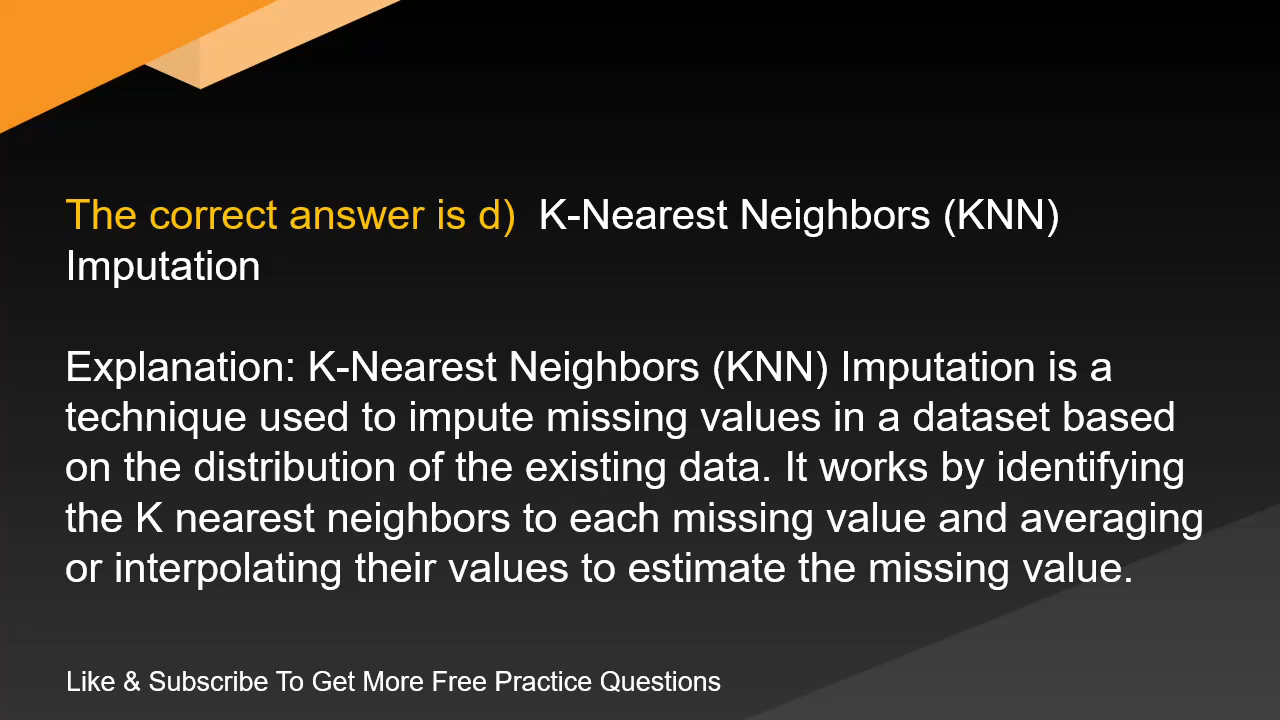 The correct answer is d) K-Nearest Neighbors (KNN)
Imputation
Explanation: K-Nearest Neighbors (KNN) Imputation is a
technique used to impute missing values in a dataset based
on the distribution of the existing data. It works by identifying
the K nearest neighbors to each missing value and averaging
or interpolating their values to estimate the missing value.
Like & Subscribe To Get More Free Practice Questions